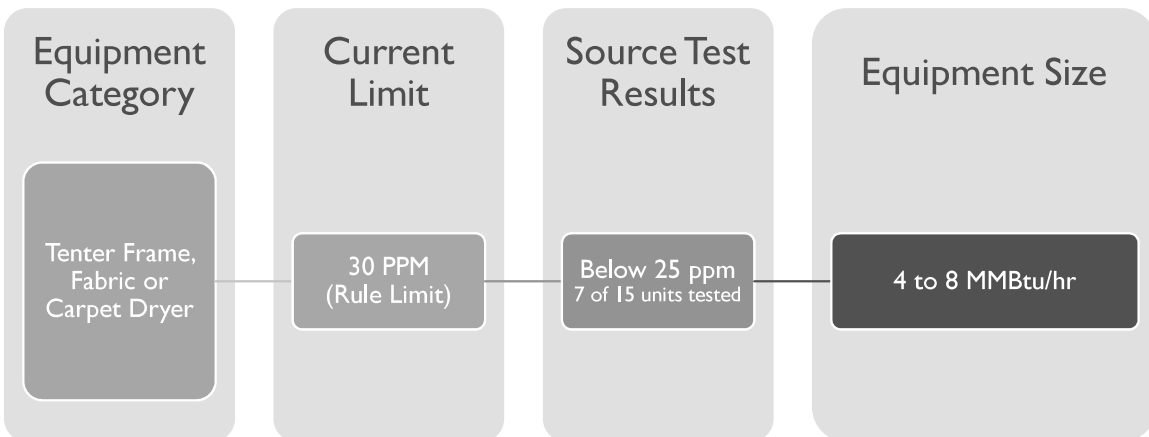 Equipment
Category
Current
Limit
Source Test
Results
Equipment Size
Tenter Frame,
Fabric or
Carpet Dryer
30 PPM
(Rule Limit)
Below 25 ppm
7 of 15 units tested
4 to 8 MMBtu/hr